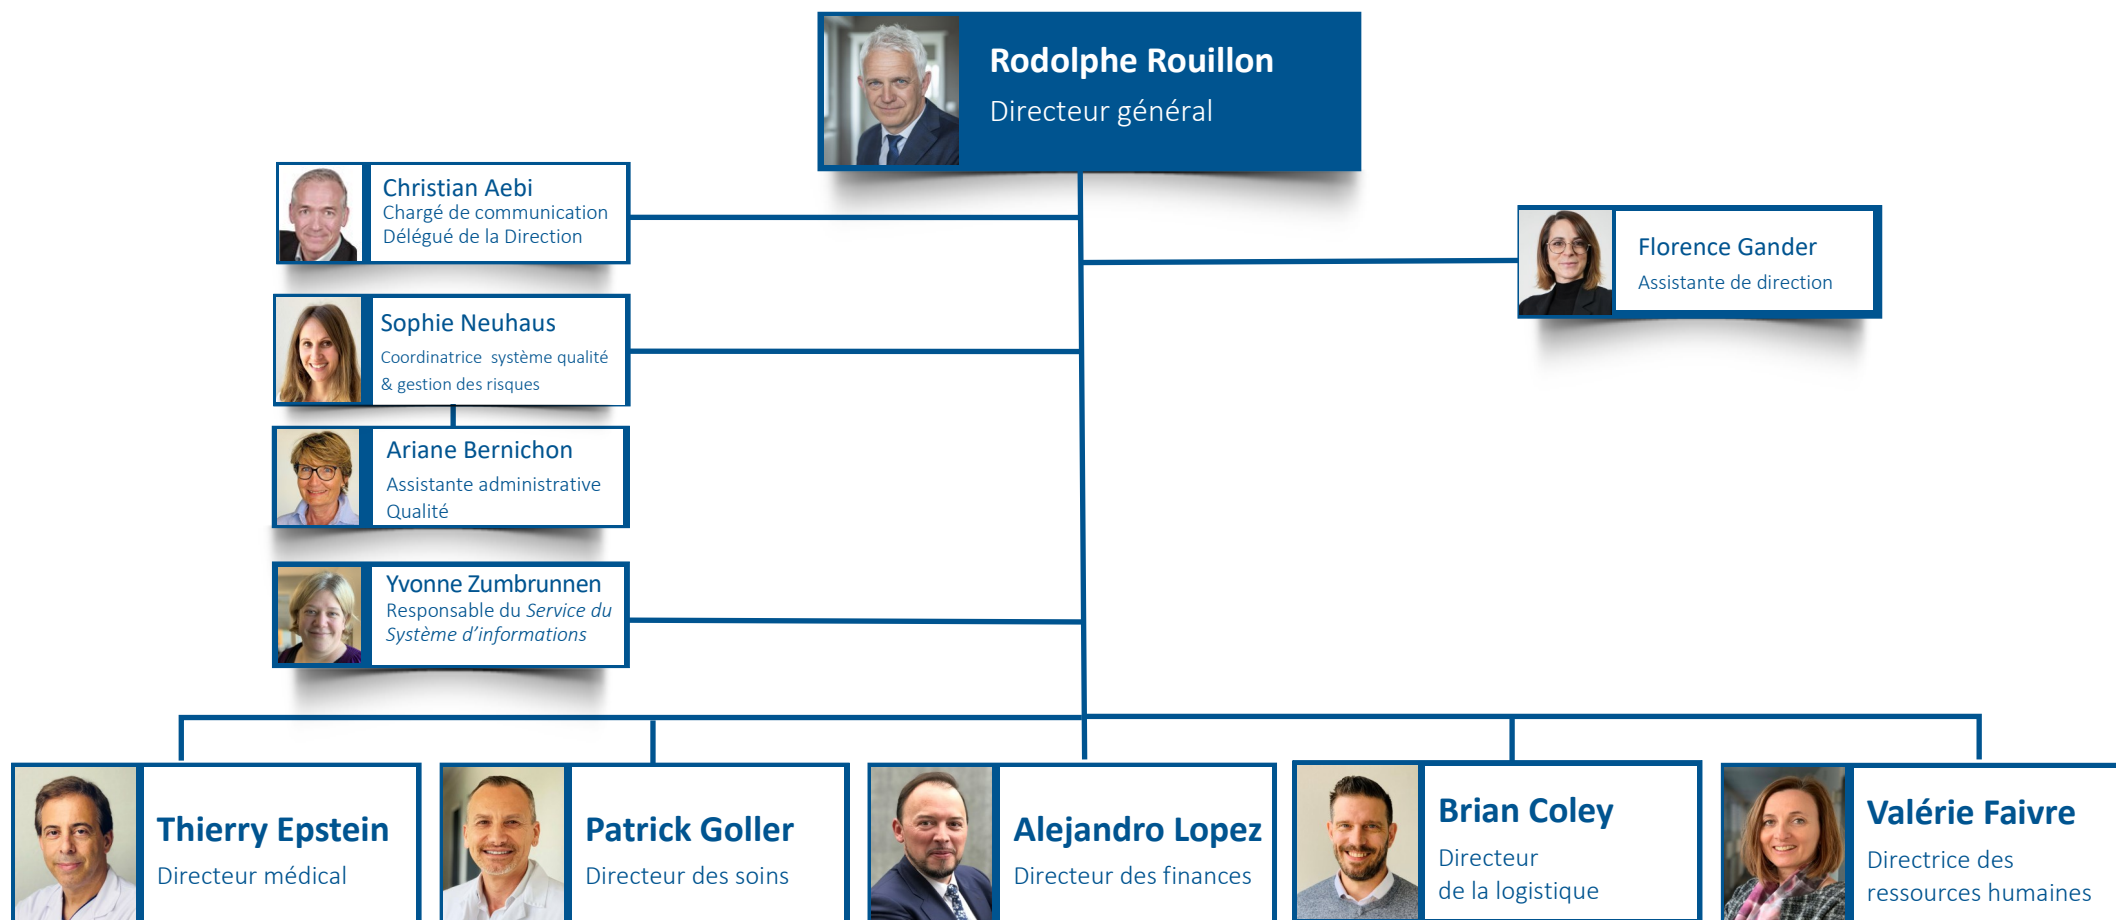 Rodolphe Rouillon
Directeur général
Christian Aebi
Chargé de communication
Délégué de la Direction
Florence Gander
Assistante de direction
Sophie Neuhaus
Coordinatrice système qualité
& gestion des risques
Ariane Bernichon
Assistante administrative
Qualité
Yvonne Zumbrunnen
Responsable du Service du
Système d'informations
Thierry Epstein
Directeur médical
Patrick Goller
Directeur des soins
Alejandro Lopez
Directeur des finances
Brian Coley
Directeur
de la logistique
Valérie Faivre
Directrice des
ressources humaines